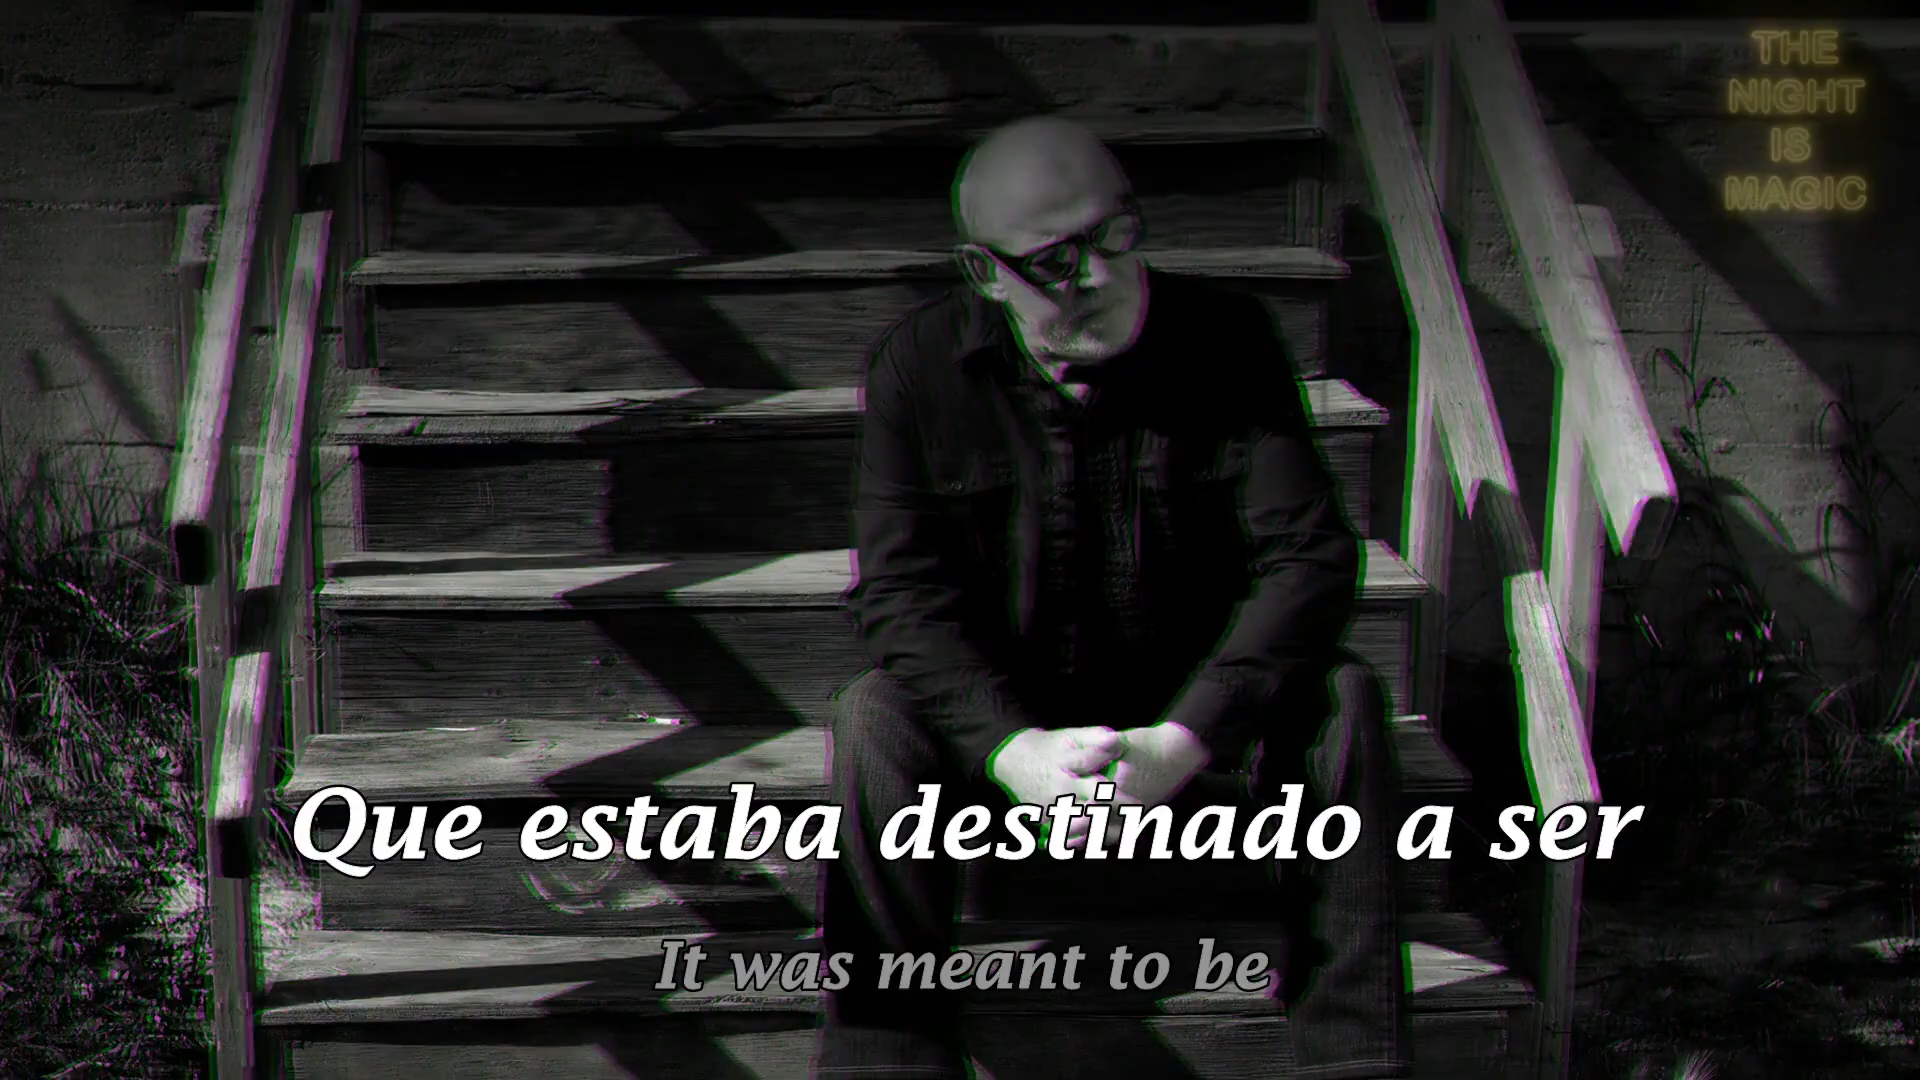 THE
NIGHT
IS
MAGIC
Que estaba destinado a ser
It was meant to be